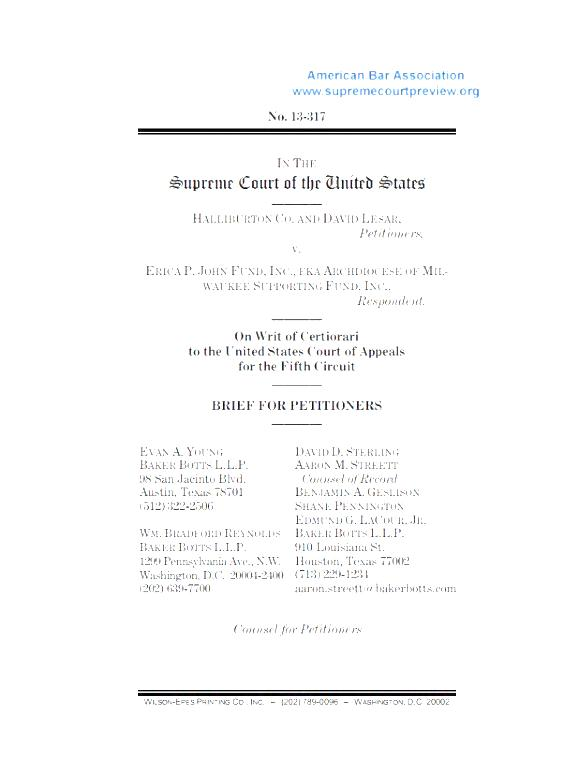 American Bar Association
www.supremecourtpreview.org
No. 13-317
IN THE
Supreme Court of the United States
HALLIBURTON CO. AND DAVID LESAR,
Petitioners,
v.
ERICA P. JOHN FUND, INC., FKA ARCHDIOCESE OF MIL-
WAUKEE SUPPORTING FUND, INC.,
Respondent.
On Writ of Certiorari
to the United States Court of Appeals
for the Fifth Circuit
BRIEF FOR PETITIONERS
EVAN A. YOUNG
BAKER BOTTS L.L.P.
98 San Jacinto Blvd.
Austin, Texas 78701
(512) 322-2506
WM. BRADFORD REYNOLDS
BAKER BOTTS L.L.P.
1299 Pennsylvania Ave., N.W.
Washington, D.C. 20004-2400
(202) 639-7700
DAVID D. STERLING
AARON M. STREETT
Counsel of Record
BENJAMIN A. GESLISON
SHANE PENNINGTON
EDMUND G. LACOUR, JR.
BAKER BOTTS L.L.P.
910 Louisiana St.
Houston, Texas 77002
(713) 229-1234
aaron.streett@bakerbotts.com
Counsel for Petitioners
WILSON-EPES PRINTING CO., INC. – (202) 789-0096 – WASHINGTON, D.C. 20002